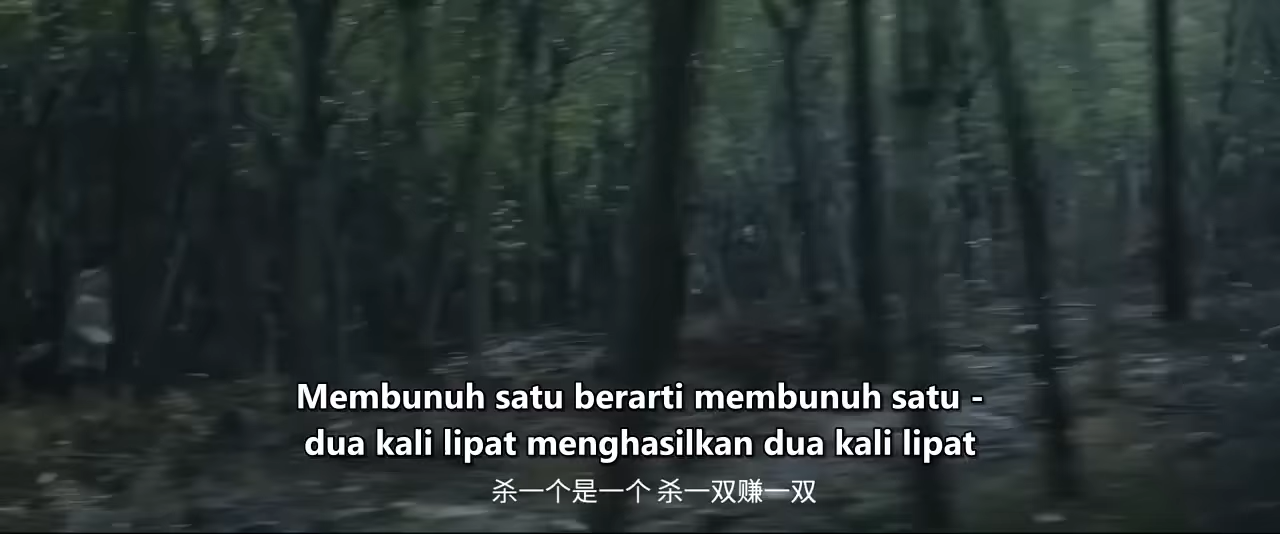 Membunuh satu berarti membunuh satu -
dua kali lipat menghasilkan dua kali lipat
杀一个是一个 杀一双赚一双